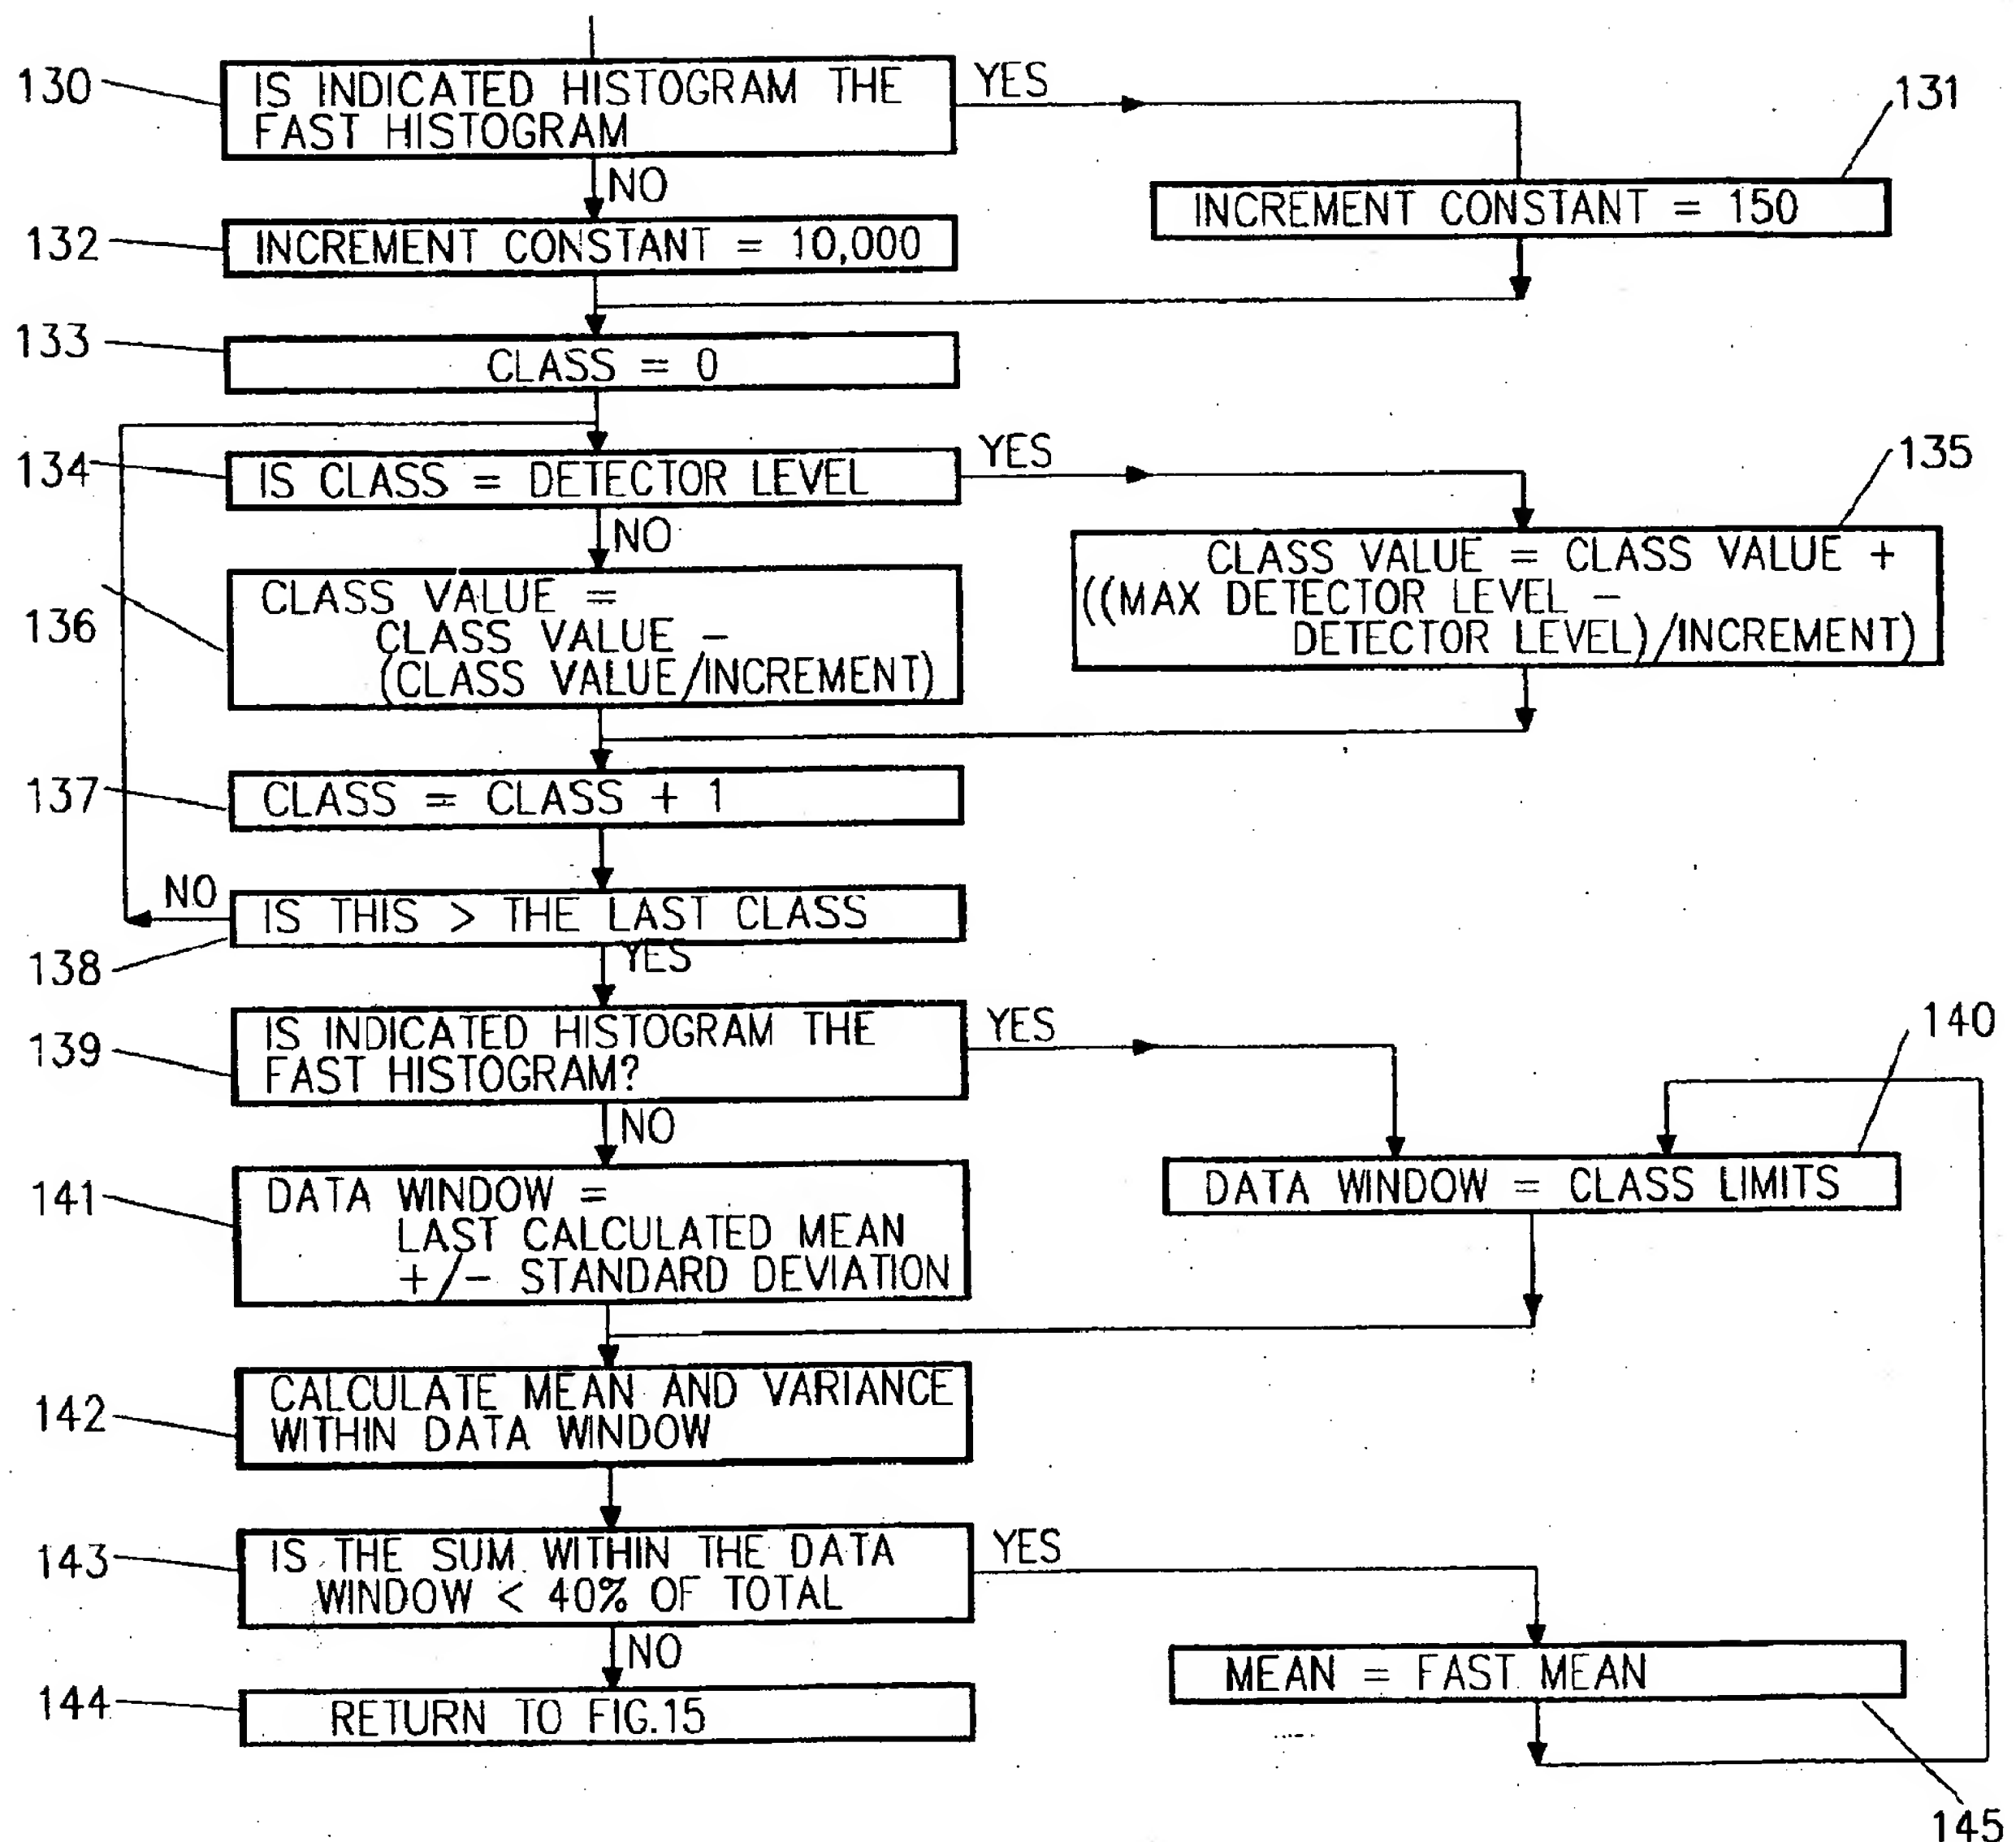 130
IS INDICATED HISTOGRAM THE
FAST HISTOGRAM
YES
131
NO
INCREMENT CONSTANT = 150
132
INCREMENT CONSTANT = 10,000
133
CLASS = 0
134
IS CLASS = DETECTOR LEVEL
YES
135
NO
CLASS VALUE = CLASS VALUE +
((MAX DETECTOR LEVEL -
DETECTOR LEVEL)/INCREMENT)
136
CLASS VALUE =
CLASS VALUE -
(CLASS VALUE/INCREMENT)
137
CLASS = CLASS + 1
NO
IS THIS > THE LAST CLASS
138
YES
139
IS INDICATED HISTOGRAM THE
FAST HISTOGRAM?
YES
140
NO
DATA WINDOW = CLASS LIMITS
141
DATA WINDOW =
LAST CALCULATED MEAN
+/- STANDARD DEVIATION
142
CALCULATE MEAN AND VARIANCE
WITHIN DATA WINDOW
143
IS THE SUM WITHIN THE DATA
WINDOW < 40% OF TOTAL
YES
NO
MEAN = FAST MEAN
144
RETURN TO FIG.15
145